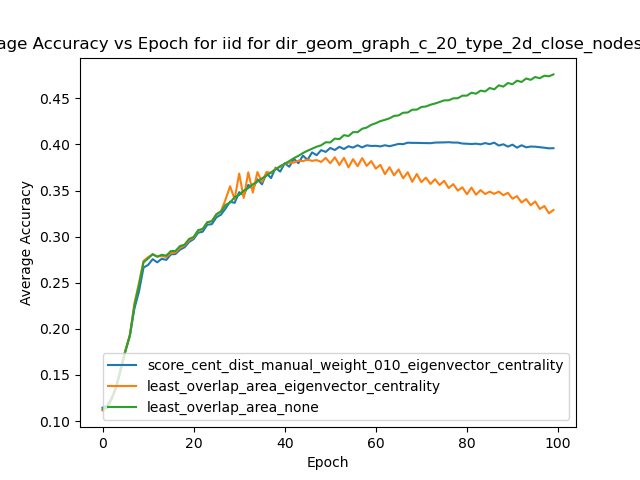 age Accuracy vs Epoch for iid for dir_geom_graph_c_20_type_2d_close_nodes
Average Accuracy
0.45
0.40
0.35
0.30
0.25
0.20
0.15
0.10
score_cent_dist_manual_weight_010_eigenvector_centrality
least_overlap_area_eigenvector_centrality
least_overlap_area_none
0 20 40 60 80 100
Epoch